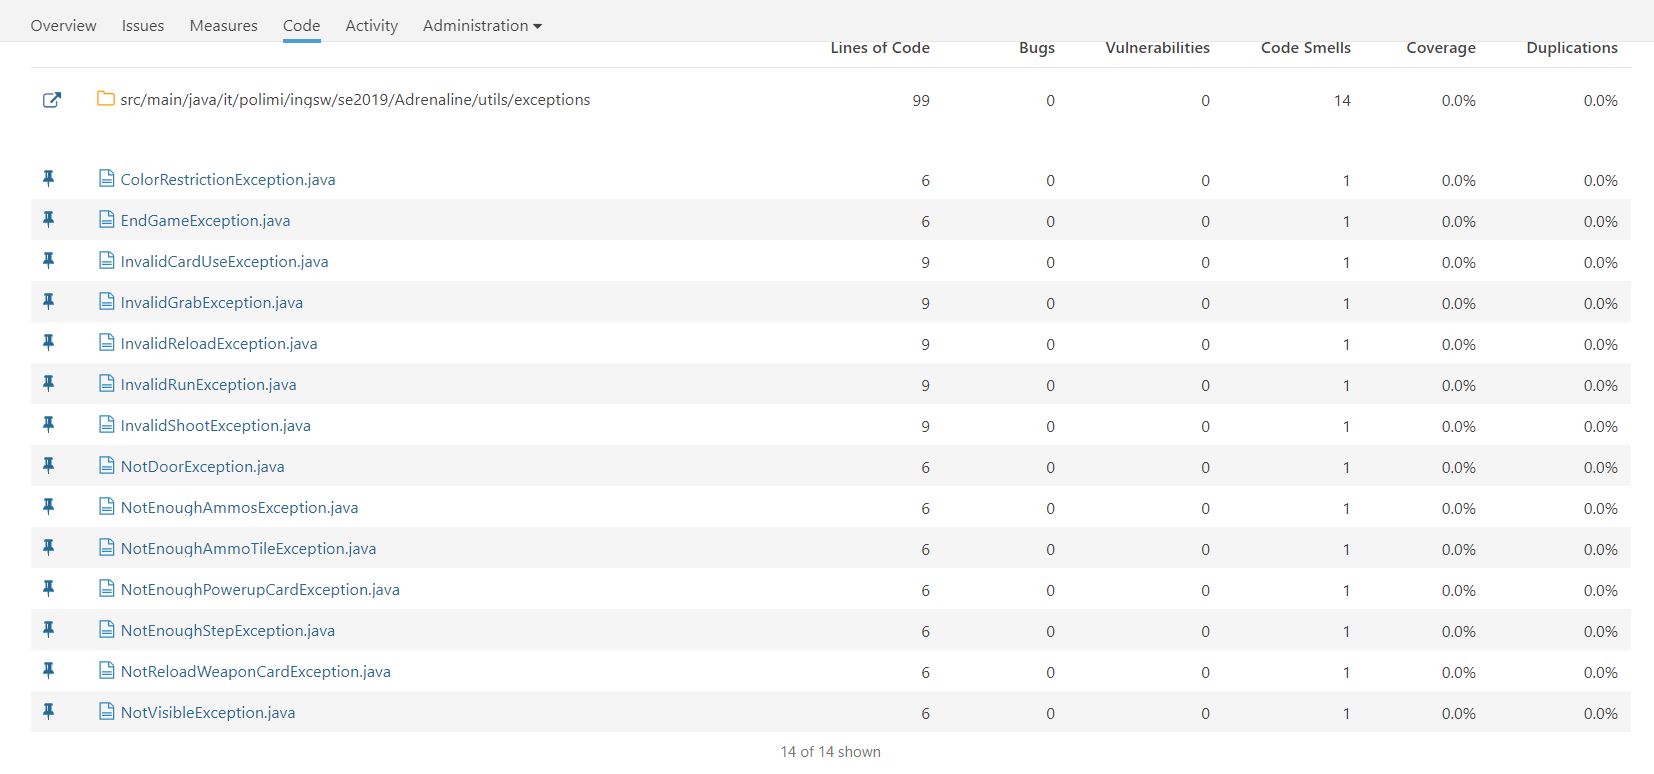 Overview Issues Measures Code Activity Administration
Lines of Code Bugs Vulnerabilities Code Smells Coverage Duplications
src/main/java/it/polimi/ingsw/se2019/Adrenaline/utils/exceptions 99 0 0 14 0.0% 0.0%
ColorRestrictionException.java 6 0 0 1 0.0% 0.0%
EndGameException.java 6 0 0 1 0.0% 0.0%
InvalidCardUseException.java 9 0 0 1 0.0% 0.0%
InvalidGrabException.java 9 0 0 1 0.0% 0.0%
InvalidReloadException.java 9 0 0 1 0.0% 0.0%
InvalidRunException.java 9 0 0 1 0.0% 0.0%
InvalidShootException.java 9 0 0 1 0.0% 0.0%
NotDoorException.java 6 0 0 1 0.0% 0.0%
NotEnoughAmmosException.java 6 0 0 1 0.0% 0.0%
NotEnoughAmmoTileException.java 6 0 0 1 0.0% 0.0%
NotEnoughPowerupCardException.java 6 0 0 1 0.0% 0.0%
NotEnoughStepException.java 6 0 0 1 0.0% 0.0%
NotReloadWeaponCardException.java 6 0 0 1 0.0% 0.0%
NotVisibleException.java 6 0 0 1 0.0% 0.0%
14 of 14 shown